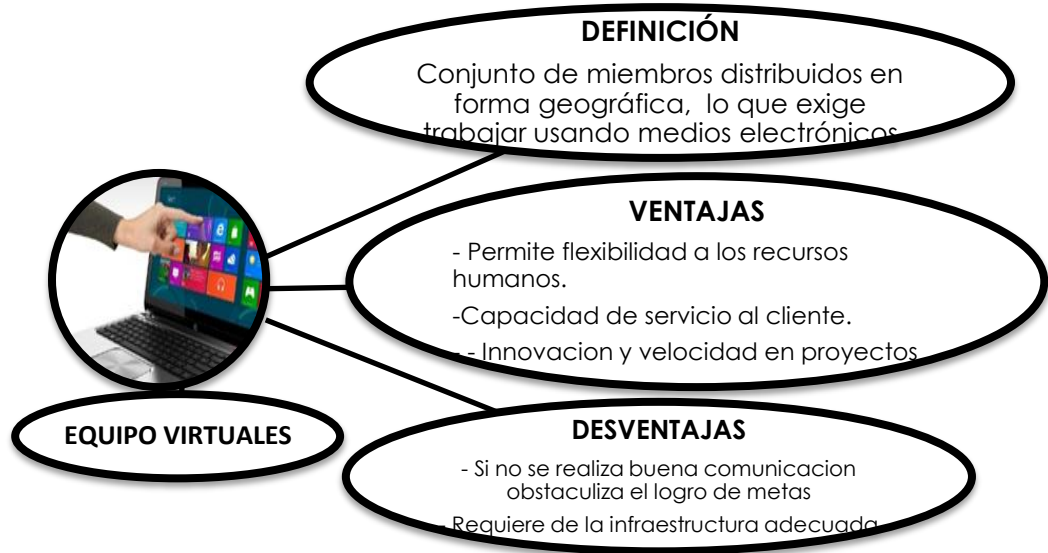 DEFINICIÓN
Conjunto de miembros distribuidos en
forma geográfica, lo que exige
trabajar usando medios electrónicos
VENTAJAS
- Permite flexibilidad a los recursos
humanos.
-Capacidad de servicio al cliente.
- - Innovacion y velocidad en proyectos
EQUIPO VIRTUALES
DESVENTAJAS
- Si no se realiza buena comunicacion
obstaculiza el logro de metas
- Requiere de la infraestructura adecuada